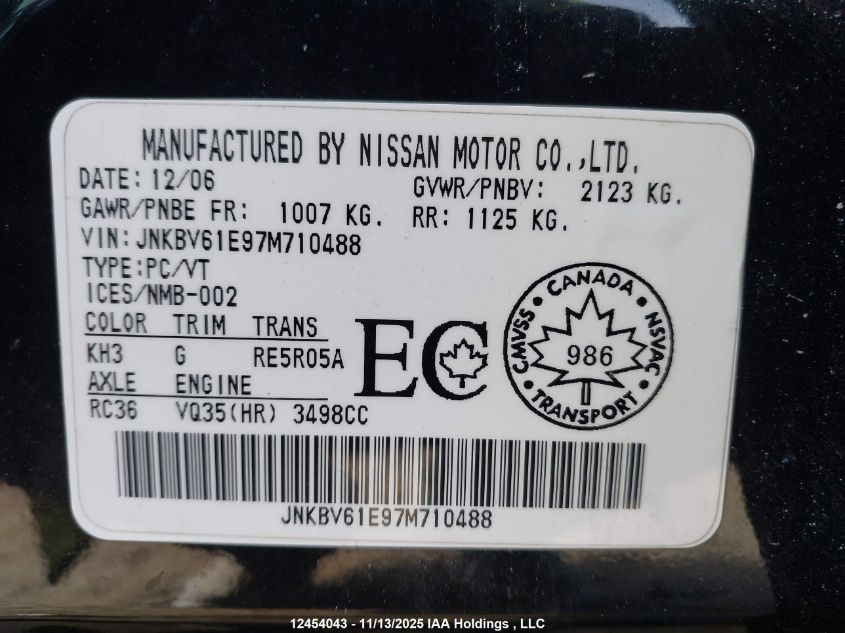 MANUFACTURED BY NISSAN MOTOR CO.,LTD.
DATE: 12/06 GVWR/PNBV: 2123 KG.
GAWR/PNBE FR: 1007 KG. RR: 1125 KG.
VIN: JNKBV61E97M710488
TYPE:PC/VT
ICES/NMB-002
COLOR TRIM TRANS
KH3 G RE5R05A
AXLE ENGINE
RC36 VQ35(HR) 3498CC
EC
CANADA
CMVSS
NSVAC
986
TRANSPORT
JNKBV61E97M710488
12454043 - 11/13/2025 IAA Holdings , LLC